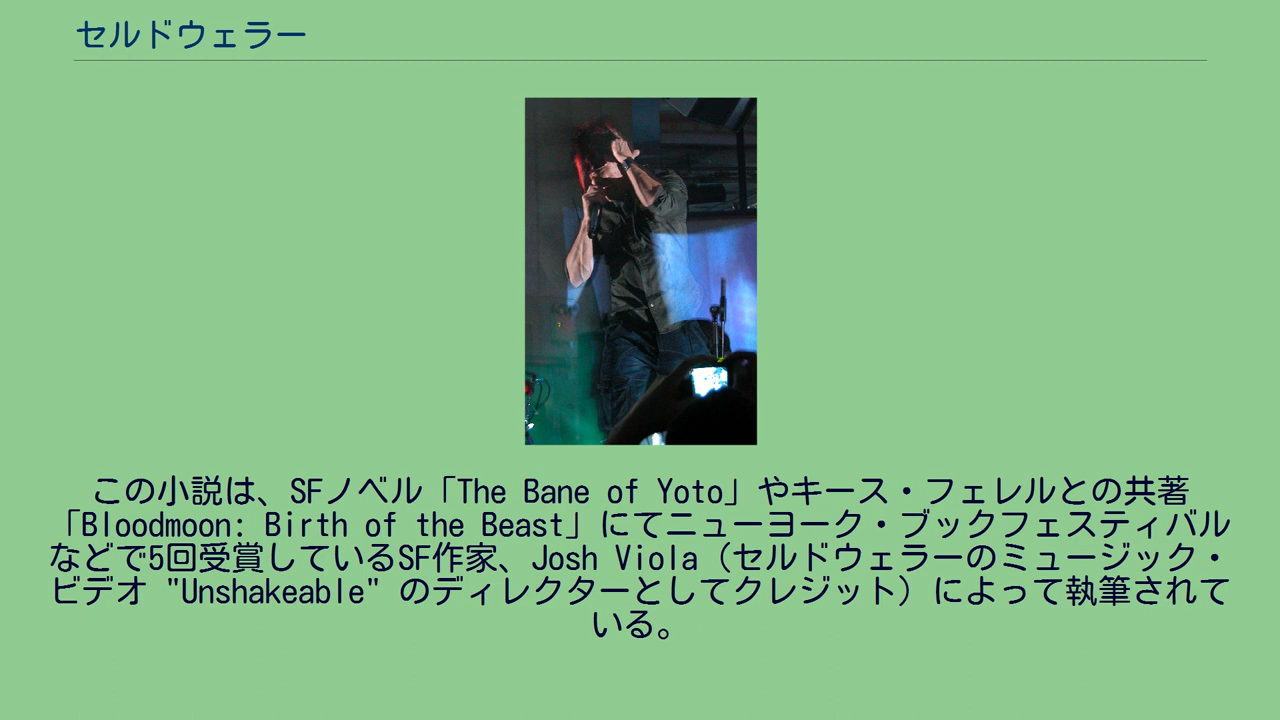 セルドウェラー
この小説は、SFノベル「The Bane of Yoto」やキース・フェレルとの共著
「Bloodmoon: Birth of the Beast」にてニューヨーク・ブックフェスティバル
などで5回受賞しているSF作家、Josh Viola（セルドウェラーのミュージック・
ビデオ "Unshakeable" のディレクターとしてクレジット）によって執筆されて
いる。